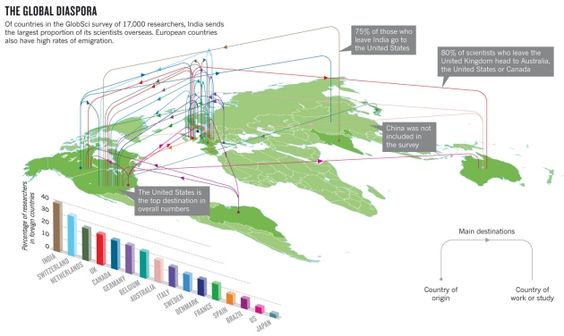 THE GLOBAL DIASPORA
Of countries in the GlobSci survey of 17,000 researchers, India sends
the largest proportion of its scientists overseas. European countries
also have high rates of emigration.
75% of those
who
leave India go to
the United States
80% of scientists who leave the
United Kingdom head to Australia,
the United States or Canada
China was not
included in
the survey
The United States is
the top destination in
overall numbers
Percentage of researchers
in foreign countries
40
30
20
10
0
INDIA
SWITZERLAND
NETHERLANDS
UK
CANADA
GERMANY
BELGIUM
AUSTRALIA
ITALY
SWEDEN
DENMARK
FRANCE
SPAIN
BRAZIL
US
JAPAN
Main destinations
Country of
origin
Country of
work or study